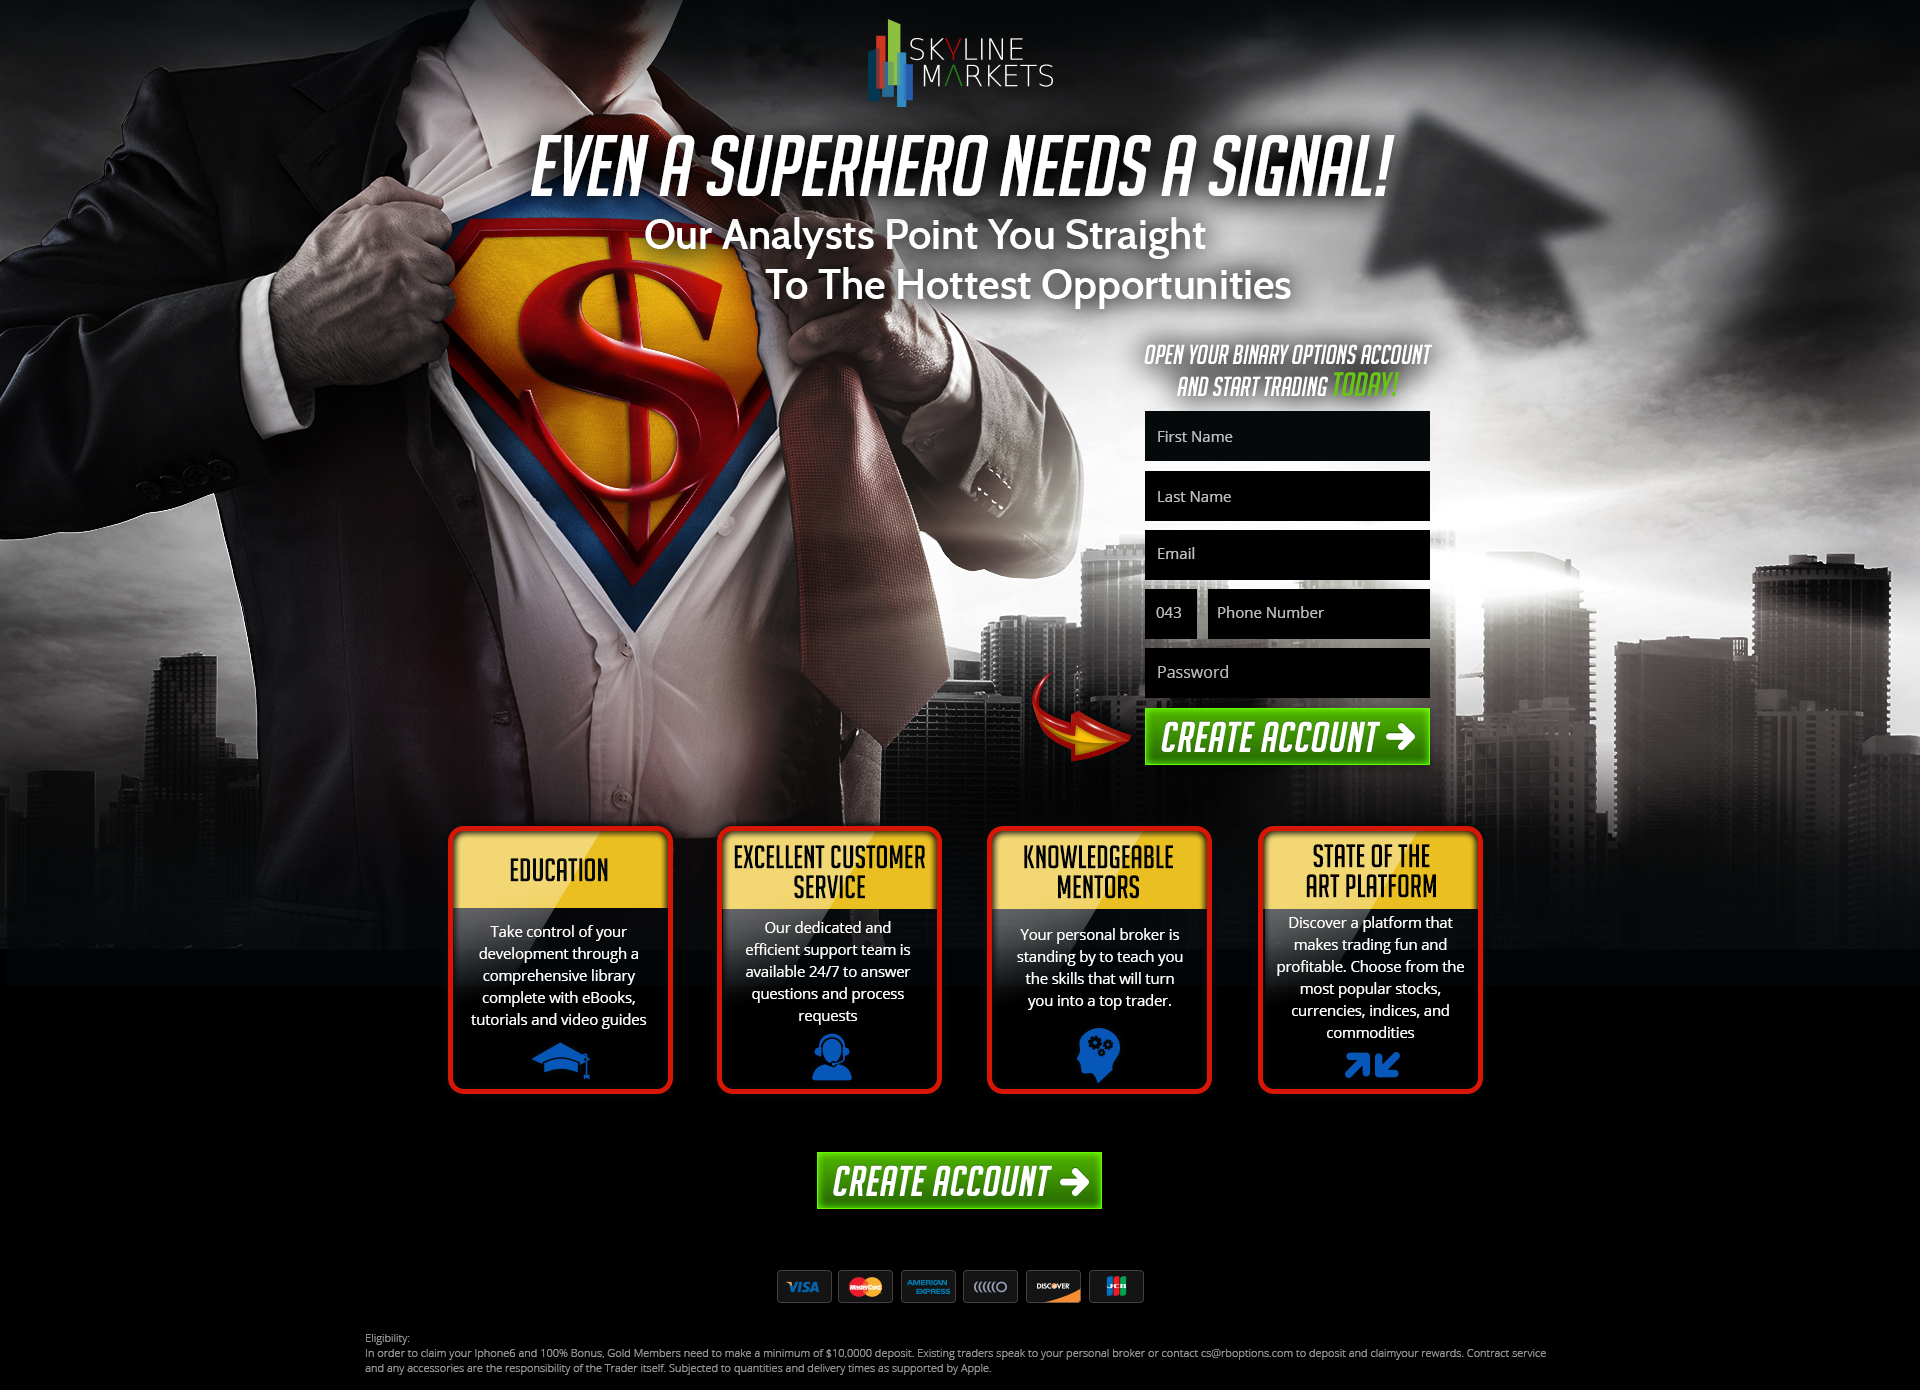 SKYLINE
MARKETS
EVEN A SUPERHERO NEEDS A SIGNAL!
Our Analysts Point You Straight
To The Hottest Opportunities
OPEN YOUR BINARY OPTIONS ACCOUNT
AND START TRADING TODAY!
First Name
Last Name
Email
043 Phone Number
Password
CREATE ACCOUNT
EDUCATION
Take control of your
development through a
comprehensive library
complete with eBooks,
tutorials and video guides
EXCELLENT CUSTOMER
SERVICE
Our dedicated and
efficient support team is
available 24/7 to answer
questions and process
requests
KNOWLEDGEABLE
MENTORS
Your personal broker is
standing by to teach you
the skills that will turn
you into a top trader.
STATE OF THE
ART PLATFORM
Discover a platform that
makes trading fun and
profitable. Choose from the
most popular stocks,
currencies, indices, and
commodities
CREATE ACCOUNT
VISA
MasterCard
AMERICAN
EXPRESS
DISCOVER
JCB
Eligibility:
In order to claim your Iphone6 and 100% Bonus, Gold Members need to make a minimum of $10,0000 deposit. Existing traders speak to your personal broker or contact cs@rboptions.com to deposit and claimyour rewards. Contract service
and any accessories are the responsibility of the Trader itself. Subjected to quantities and delivery times as supported by Apple.